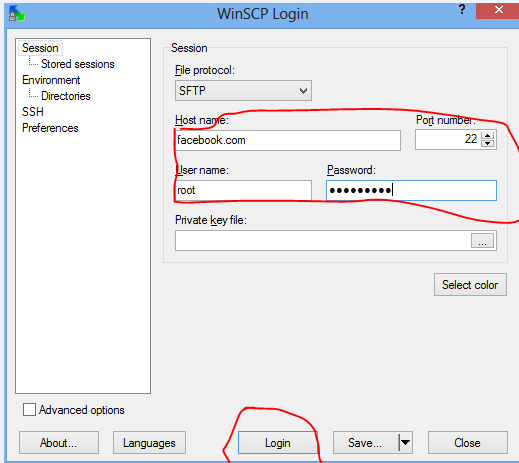 WinSCP Login
?
Session
Stored sessions
Environment
Directories
SSH
Preferences
Session
File protocol:
SFTP
Host name: Port number:
facebook.com 22
User name: Password:
root ●●●●●●●●●
Private key file:
...
Select color
Advanced options
About... Languages Login Save... Close